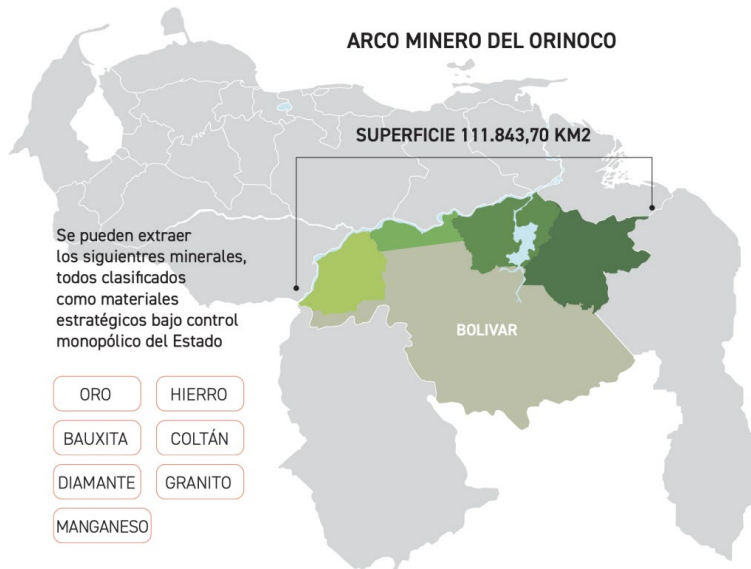 ARCO MINERO DEL ORINOCO
SUPERFICIE 111.843,70 KM2
Se pueden extraer
los siguientres minerales,
todos clasificados
como materiales
estratégicos bajo control
monopólico del Estado
BOLIVAR
ORO
HIERRO
BAUXITA
COLTÁN
DIAMANTE
GRANITO
MANGANESO